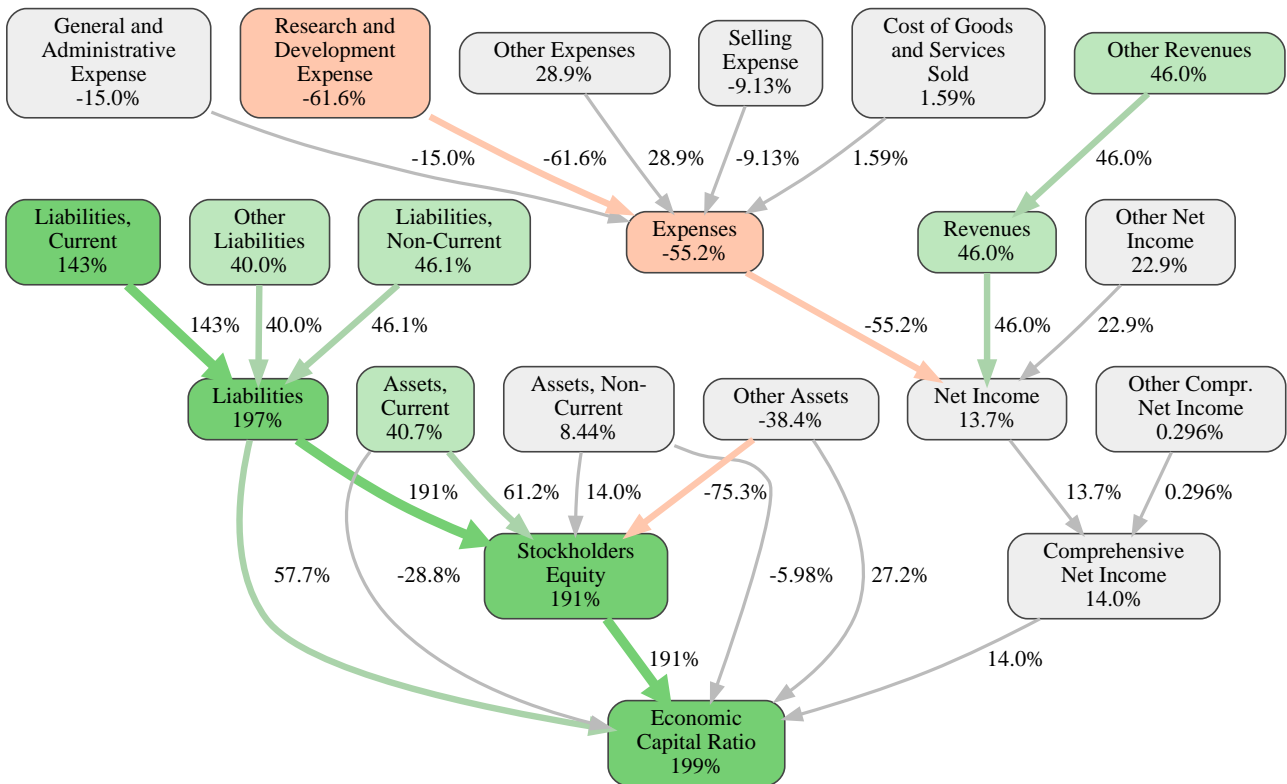 General and
Administrative
Expense
-15.0%
Research and
Development
Expense
-61.6%
Other Expenses
28.9%
Selling
Expense
-9.13%
Cost of Goods
and Services
Sold
1.59%
Other Revenues
46.0%
-15.0%
-61.6%
28.9%
-9.13%
1.59%
46.0%
Liabilities,
Current
143%
Other
Liabilities
40.0%
Liabilities,
Non-Current
46.1%
Expenses
-55.2%
Revenues
46.0%
Other Net
Income
22.9%
143%
40.0%
46.1%
-55.2%
46.0%
22.9%
Liabilities
197%
Assets,
Current
40.7%
Assets, Non-
Current
8.44%
Other Assets
-38.4%
Net Income
13.7%
Other Compr.
Net Income
0.296%
191%
61.2%
14.0%
-75.3%
13.7%
0.296%
57.7%
-28.8%
Stockholders
Equity
191%
-5.98%
27.2%
Comprehensive
Net Income
14.0%
191%
14.0%
Economic
Capital Ratio
199%